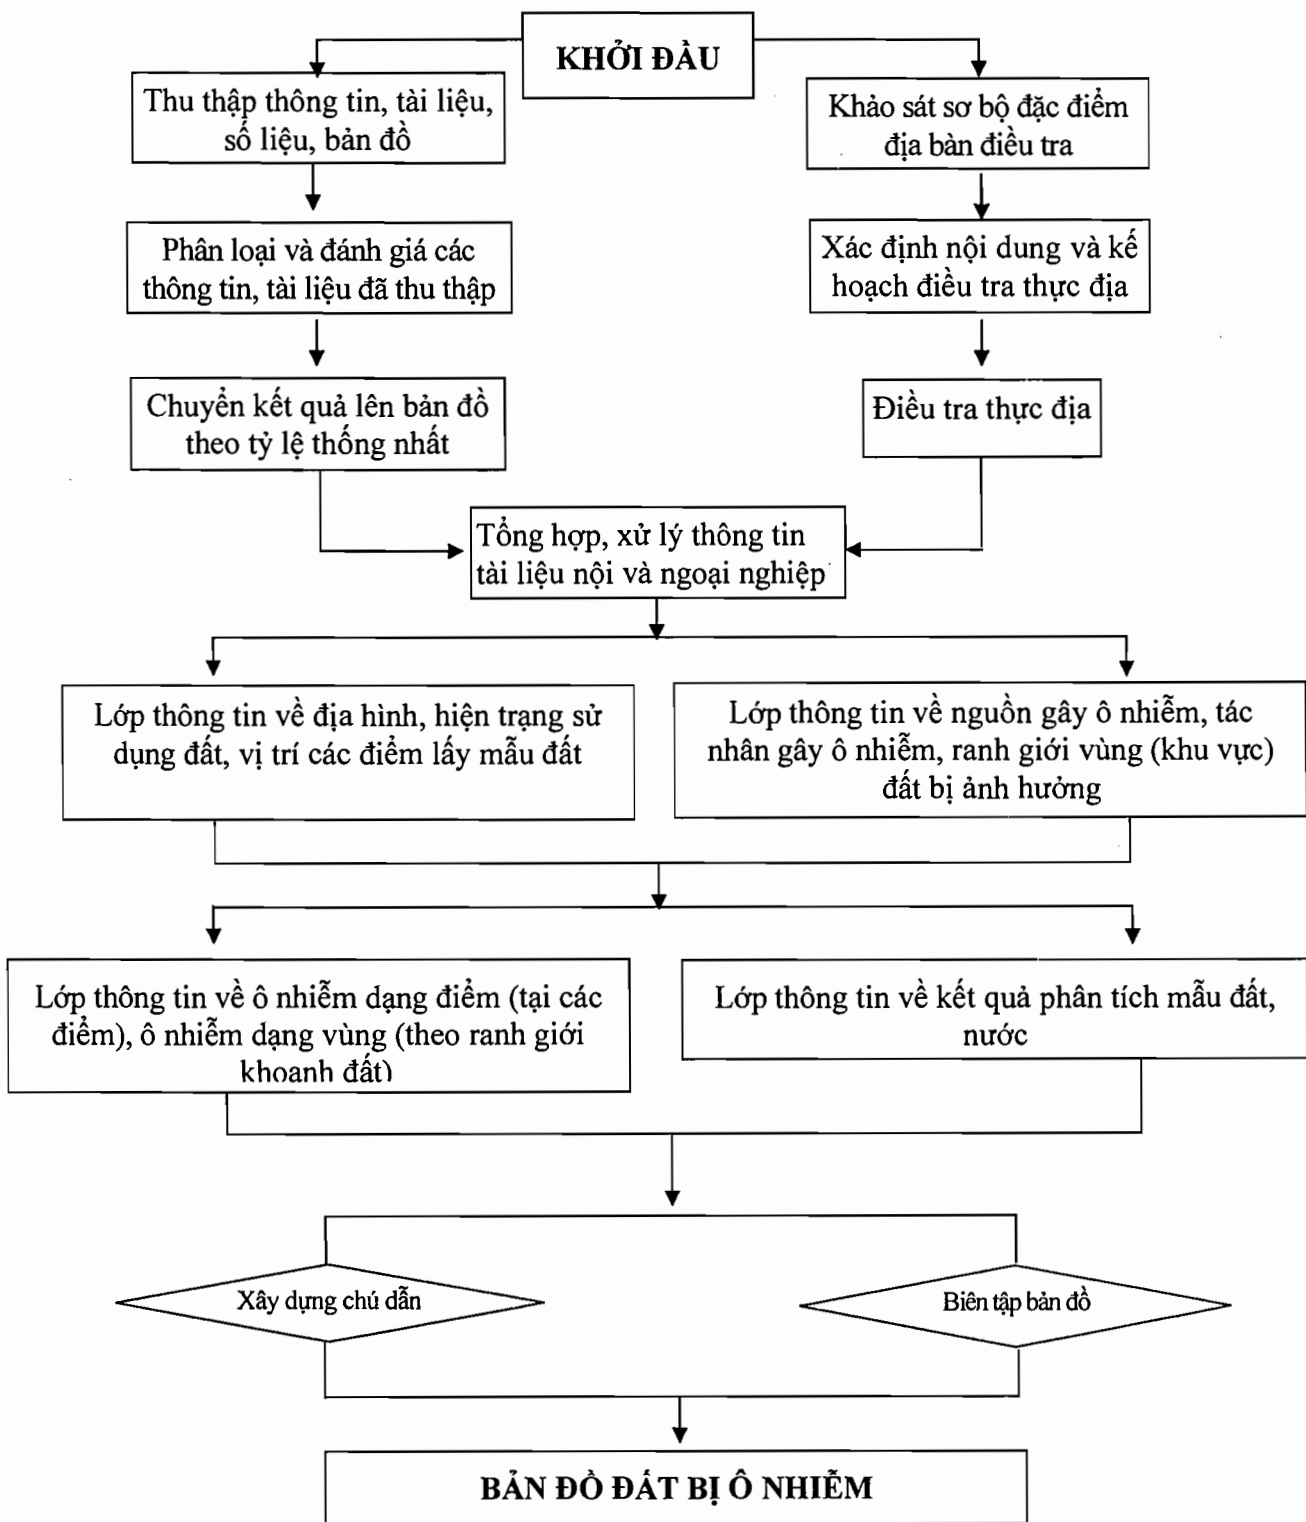 KHỞI ĐẦU
Thu thập thông tin, tài liệu,
số liệu, bản đồ
Khảo sát sơ bộ đặc điểm
địa bàn điều tra
Phân loại và đánh giá các
thông tin, tài liệu đã thu thập
Xác định nội dung và kế
hoạch điều tra thực địa
Chuyển kết quả lên bản đồ
theo tỷ lệ thống nhất
Điều tra thực địa
Tổng hợp, xử lý thông tin
tài liệu nội và ngoại nghiệp
Lớp thông tin về địa hình, hiện trạng sử
dụng đất, vị trí các điểm lấy mẫu đất
Lớp thông tin về nguồn gây ô nhiễm, tác
nhân gây ô nhiễm, ranh giới vùng (khu vực)
đất bị ảnh hưởng
Lớp thông tin về ô nhiễm dạng điểm (tại các
điểm), ô nhiễm dạng vùng (theo ranh giới
khoanh đất)
Lớp thông tin về kết quả phân tích mẫu đất,
nước
Xây dựng chú dẫn
Biên tập bản đồ
BẢN ĐỒ ĐẤT BỊ Ô NHIỄM